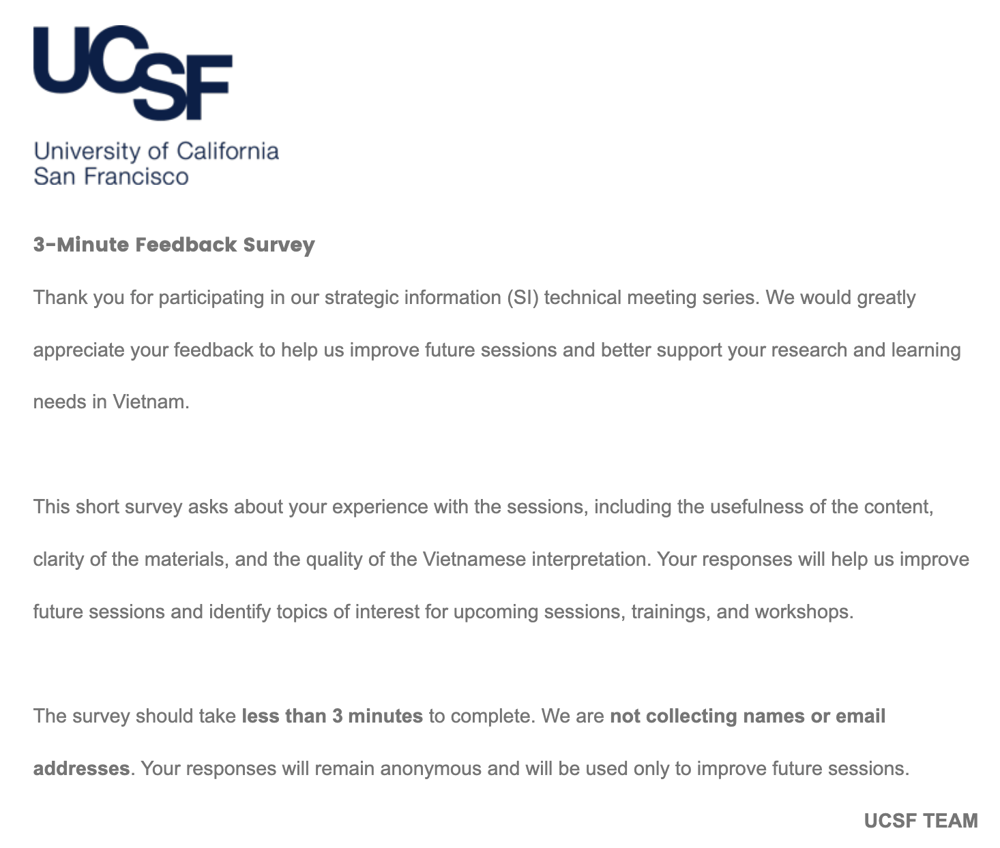 UCSF
University of California
San Francisco
3-Minute Feedback Survey
Thank you for participating in our strategic information (SI) technical meeting series. We would greatly
appreciate your feedback to help us improve future sessions and better support your research and learning
needs in Vietnam.
This short survey asks about your experience with the sessions, including the usefulness of the content,
clarity of the materials, and the quality of the Vietnamese interpretation. Your responses will help us improve
future sessions and identify topics of interest for upcoming sessions, trainings, and workshops.
The survey should take less than 3 minutes to complete. We are not collecting names or email
addresses. Your responses will remain anonymous and will be used only to improve future sessions.
UCSF TEAM